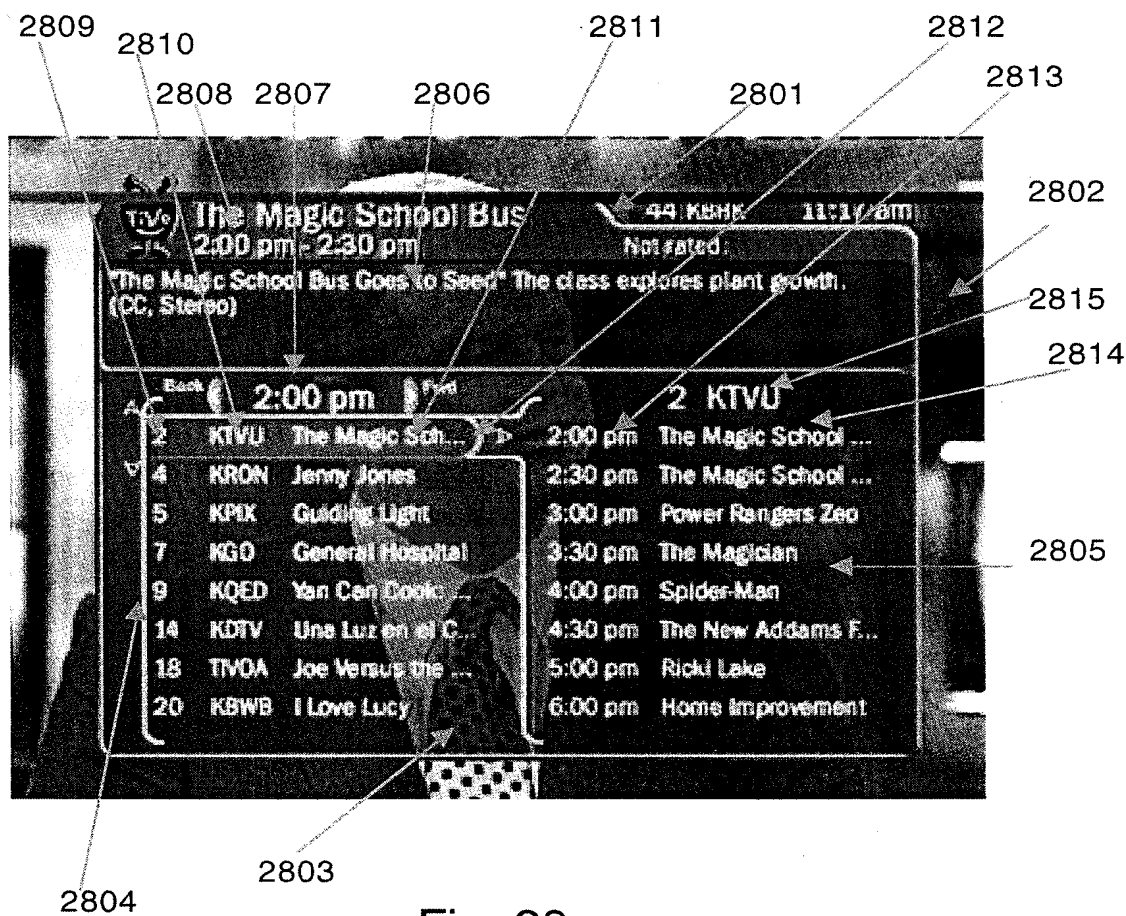 2809 2810 2811 2812
2808 2807 2806 2801 2813
2802
TiVo The Magic School Bus 44 KBHK 11:17 am
2:00 pm - 2:30 pm Not rated.
2815
"The Magic School Bus Goes to Seed" The class explores plant growth.
(CC, Stereo)
2814
Back 2:00 pm Fwd 2 KTVU
2 KTVU The Magic Sch... 2:00 pm The Magic School ...
4 KRON Jenny Jones 2:30 pm The Magic School ...
5 KPIX Guiding Light 3:00 pm Power Rangers Zeo
7 KGO General Hospital 3:30 pm The Magician
2805
9 KQED Yan Can Cook: ... 4:00 pm Spider-Man
14 KDTV Una Luz en el C... 4:30 pm The New Addams F...
18 TIVOA Joe Versus the ... 5:00 pm Ricki Lake
20 KBWB I Love Lucy 6:00 pm Home Improvement
2803
2804